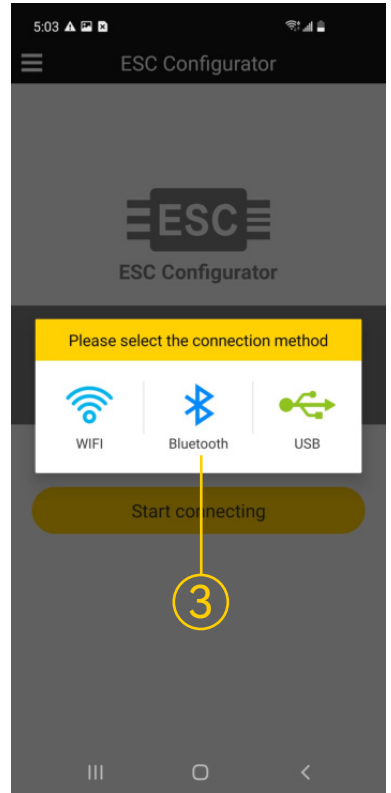 5:03
ESC Configurator
ESC
ESC Configurator
Please select the connection method
WIFI Bluetooth USB
Start connecting
3